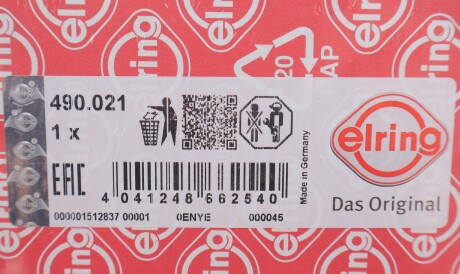 elring
20
PAP
490.021
1 x
elring
Das Original
Made in Germany
EAC
4 041248 662540
000001512837 00001 0ENYE 000045